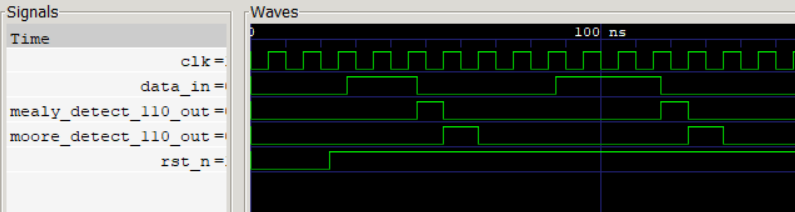 Signals
Waves
Time
0
100 ns
clk=
data_in=
mealy_detect_110_out=
moore_detect_110_out=
rst_n=